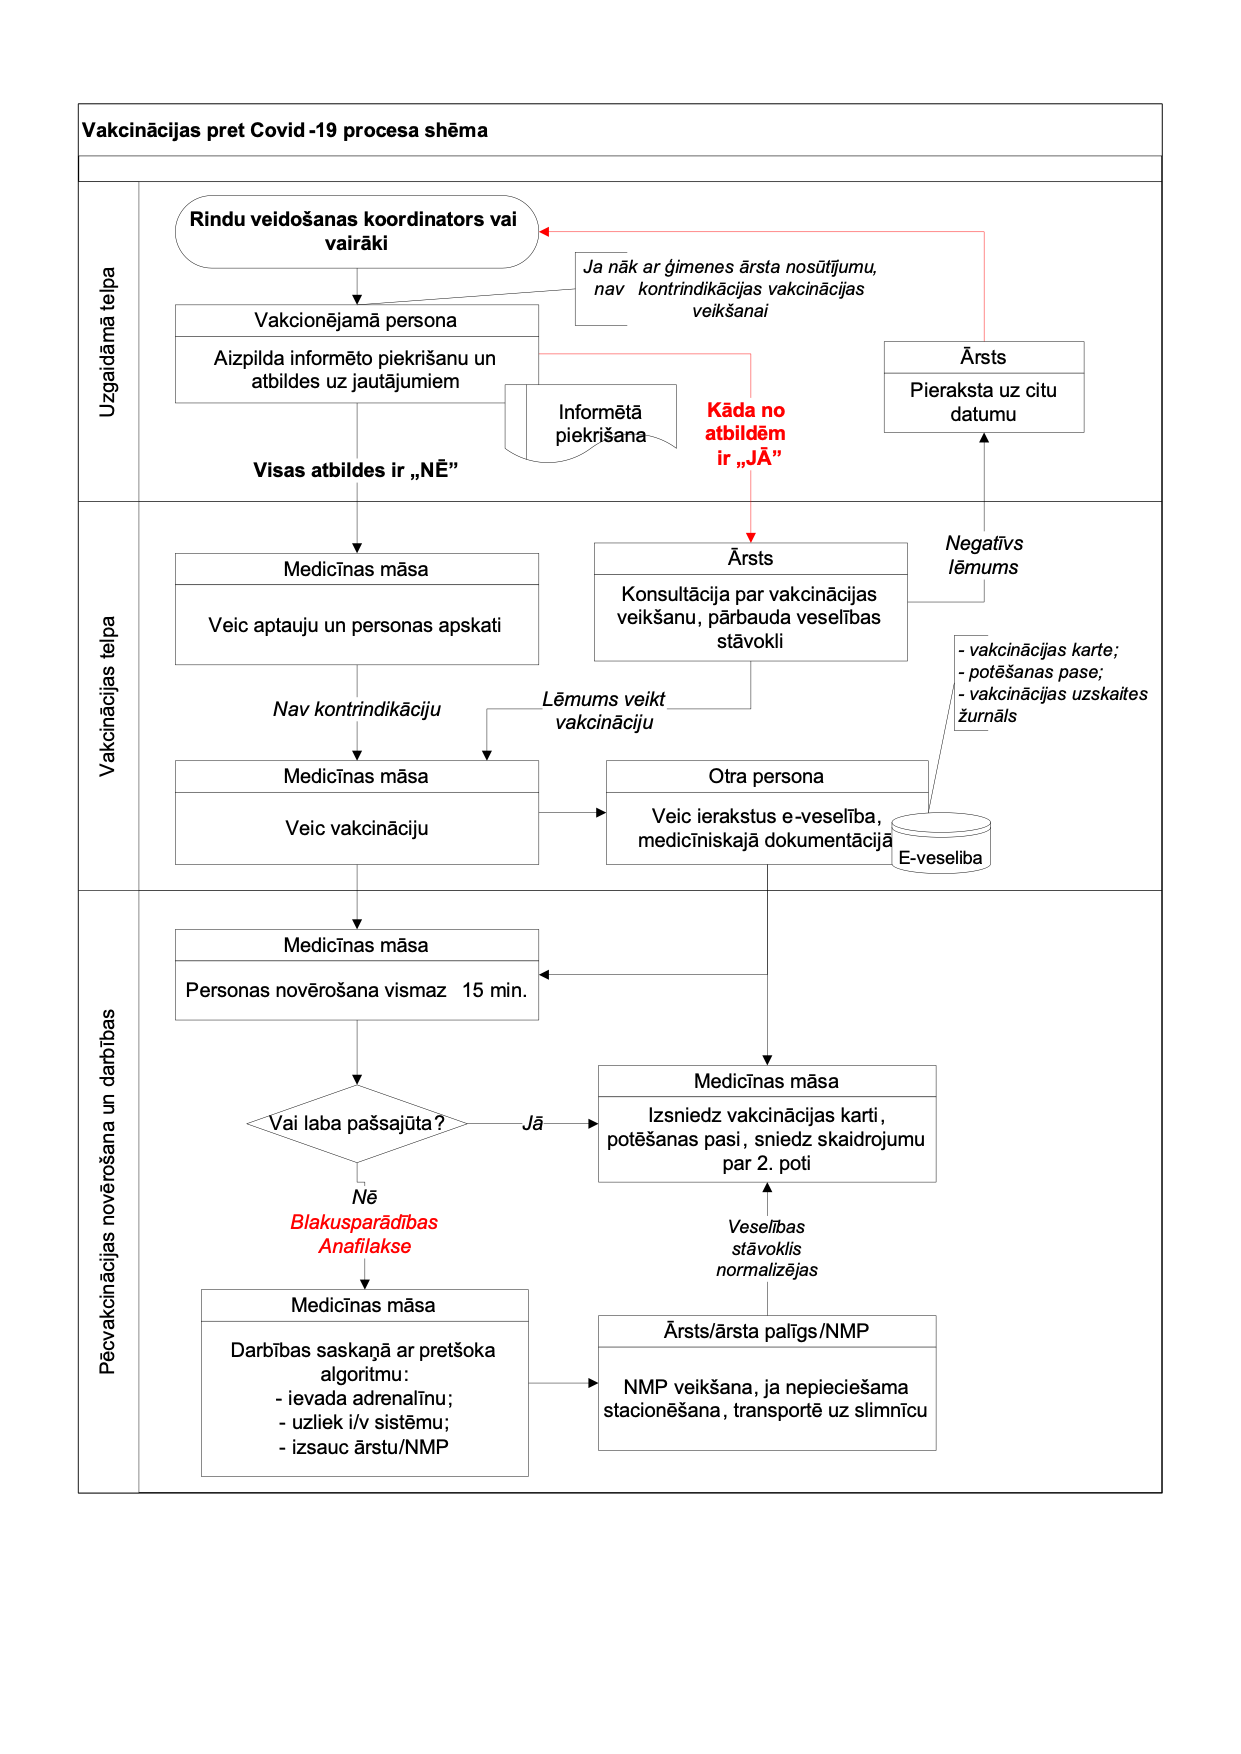 Vakcinācijas pret Covid -19 procesa shēma
Uzgaidāmā telpa
Rindu veidošanas koordinators vai
vairāki
Ja nāk ar ģimenes ārsta nosūtījumu,
nav kontrindikācijas vakcinācijas
veikšanai
Vakcionējamā persona
Aizpilda informēto piekrišanu un
atbildes uz jautājumiem
Informētā
piekrišana
Kāda no
atbildēm
ir „JĀ”
Ārsts
Pieraksta uz citu
datumu
Visas atbildes ir „NĒ”
Vakcinācijas telpa
Medicīnas māsa
Veic aptauju un personas apskati
Ārsts
Konsultācija par vakcinācijas
veikšanu, pārbauda veselības
stāvokli
Negatīvs
lēmums
- vakcinācijas karte;
- potēšanas pase;
- vakcinācijas uzskaites
žurnāls
Nav kontrindikāciju
Lēmums veikt
vakcināciju
Medicīnas māsa
Veic vakcināciju
Otra persona
Veic ierakstus e-veselība,
medicīniskajā dokumentācijā
E-veseliba
Pēcvakcinācijas novērošana un darbības
Medicīnas māsa
Personas novērošana vismaz 15 min.
Vai laba pašsajūta?
Jā
Medicīnas māsa
Izsniedz vakcinācijas karti,
potēšanas pasi, sniedz skaidrojumu
par 2. poti
Nē
Blakusparādības
Anafilakse
Veselības
stāvoklis
normalizējas
Medicīnas māsa
Darbības saskaņā ar pretšoka
algoritmu:
- ievada adrenalīnu;
- uzliek i/v sistēmu;
- izsauc ārstu/NMP
Ārsts/ārsta palīgs/NMP
NMP veikšana, ja nepieciešama
stacionēšana, transportē uz slimnīcu